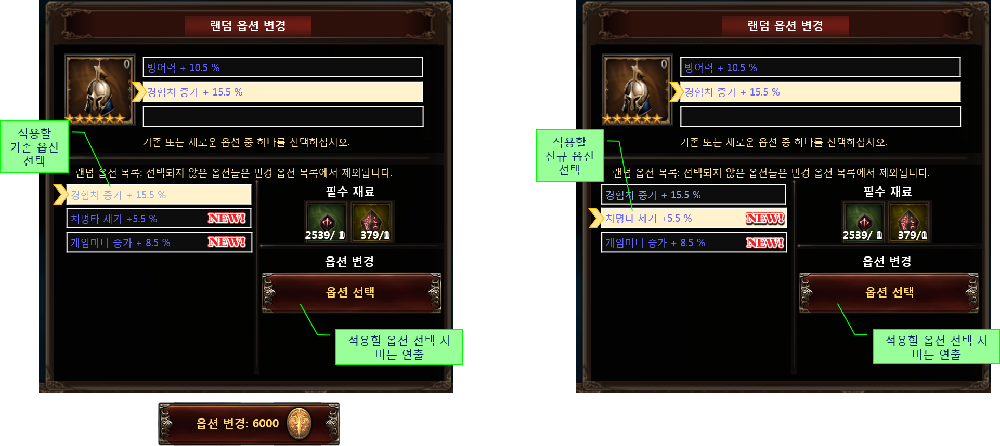 랜덤 옵션 변경
0
방어력 + 10.5 %
경험치 증가 + 15.5 %
기존 또는 새로운 옵션 중 하나를 선택하십시오.
적용할
기존 옵션
선택
랜덤 옵션 목록: 선택되지 않은 옵션들은 변경 옵션 목록에서 제외됩니다.
경험치 중가 + 15.5 %
치명타 세기 +5.5 %
NEW!
게임머니 증가 + 8.5 %
NEW!
필수 재료
2539/ 1
379/1
옵션 변경
옵션 선택
적용할 옵션 선택 시
버튼 연출
옵션 변경: 6000
랜덤 옵션 변경
0
방어력 + 10.5 %
경험치 증가 + 15.5 %
기존 또는 새로운 옵션 중 하나를 선택하십시오.
적용할
신규 옵션
선택
랜덤 옵션 목록: 선택되지 않은 옵션들은 변경 옵션 목록에서 제외됩니다.
경험치 중가 + 15.5 %
치명타 세기 +5.5 %
NEW!
게임머니 증가 + 8.5 %
NEW!
필수 재료
2539/ 1
379/1
옵션 변경
옵션 선택
적용할 옵션 선택 시
버튼 연출